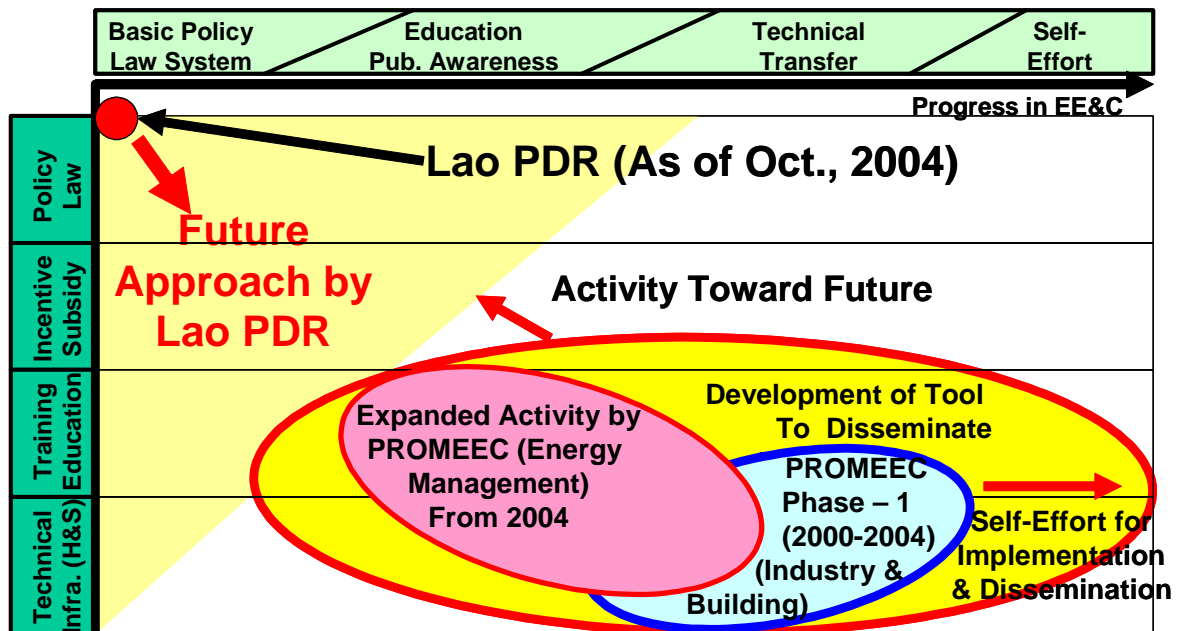 Basic Policy
Law System
Education
Pub. Awareness
Technical
Transfer
Self-
Effort
Progress in EE&C
Policy
Law
Lao PDR (As of Oct., 2004)
Future
Approach by
Lao PDR
Incentive
Subsidy
Activity Toward Future
Training
Education
Expanded Activity by
PROMEEC (Energy
Management)
From 2004
Development of Tool
To Disseminate
PROMEEC
Phase – 1
(2000-2004)
(Industry &
Building)
Technical
Infra. (H&S)
Self-Effort for
Implementation
& Dissemination